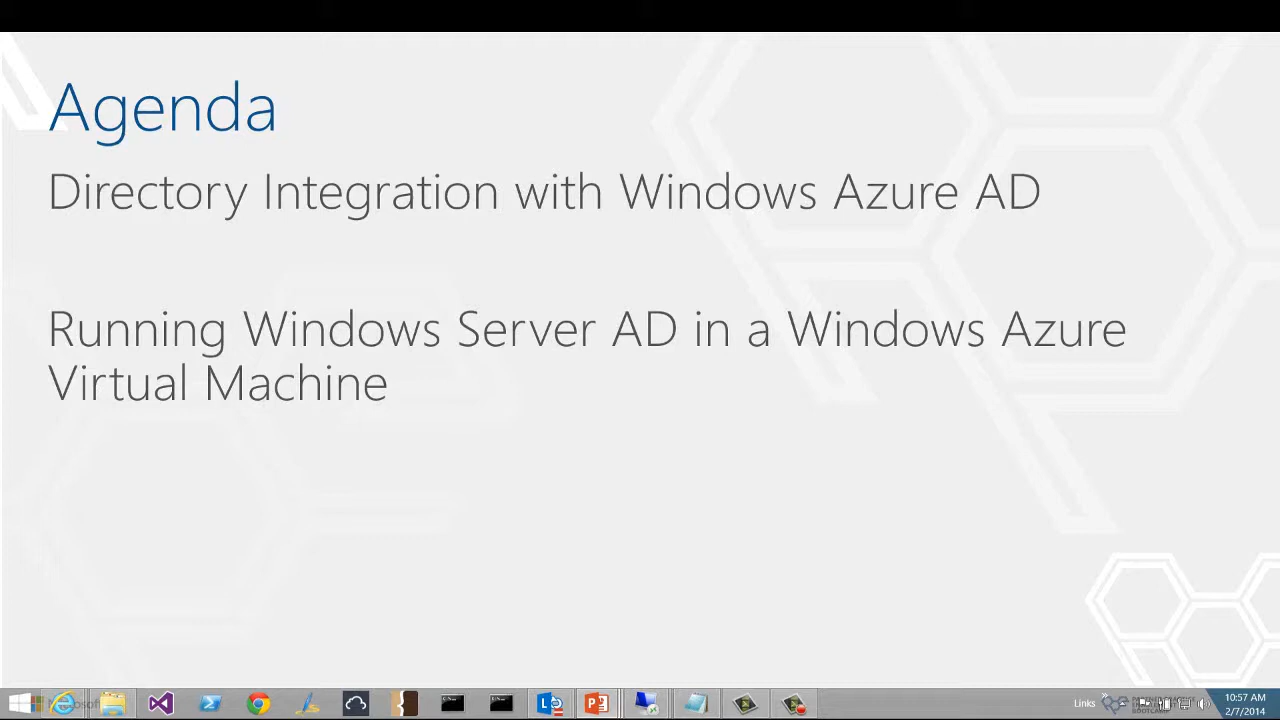 Agenda
Directory Integration with Windows Azure AD
Running Windows Server AD in a Windows Azure
Virtual Machine
Links
10:57 AM
2/7/2014